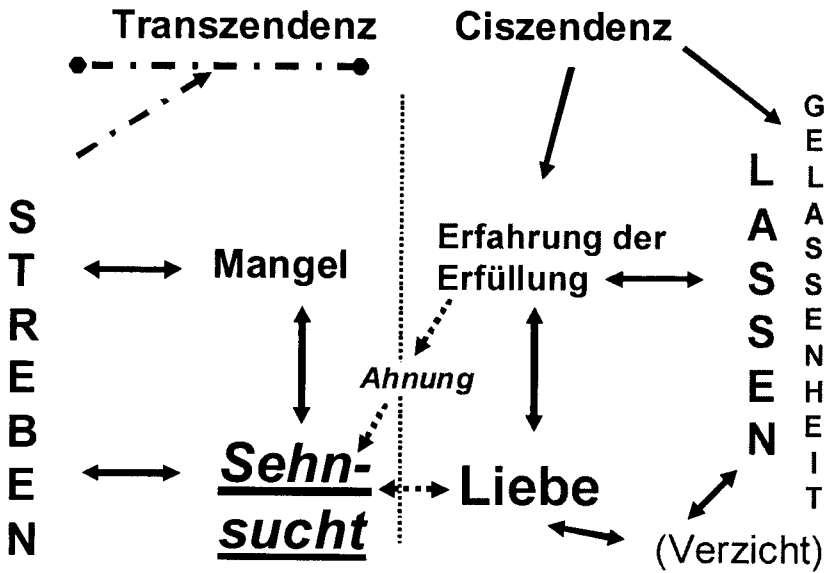 Transzendenz
Ciszendenz
STREBEN
Mangel
Erfahrung der
Erfüllung
LASSEN
GELASSENHEIT
Ahnung
Sehn-
sucht
Liebe
(Verzicht)